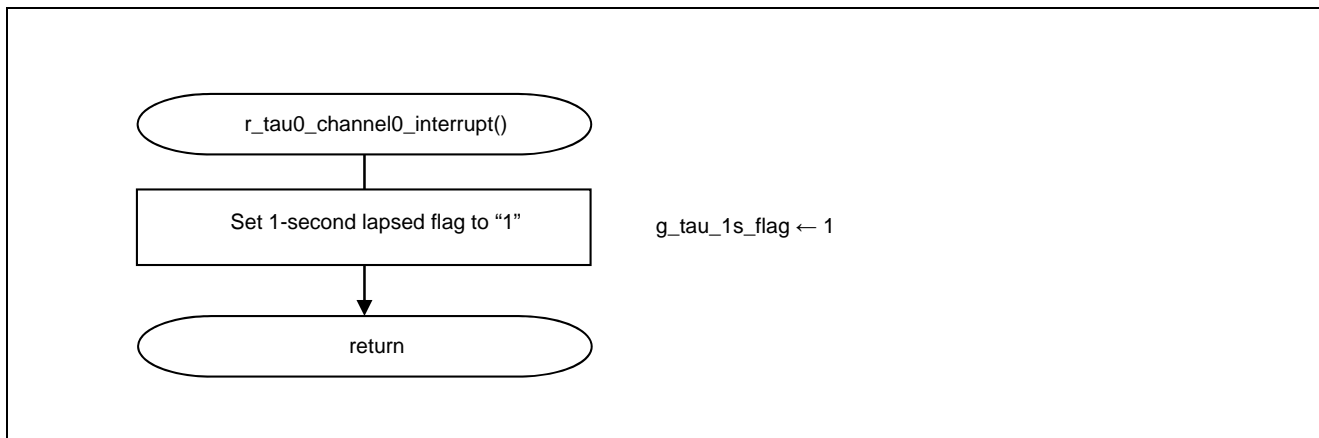 r_tau0_channel0_interrupt()
Set 1-second lapsed flag to “1”
g_tau_1s_flag ← 1
return